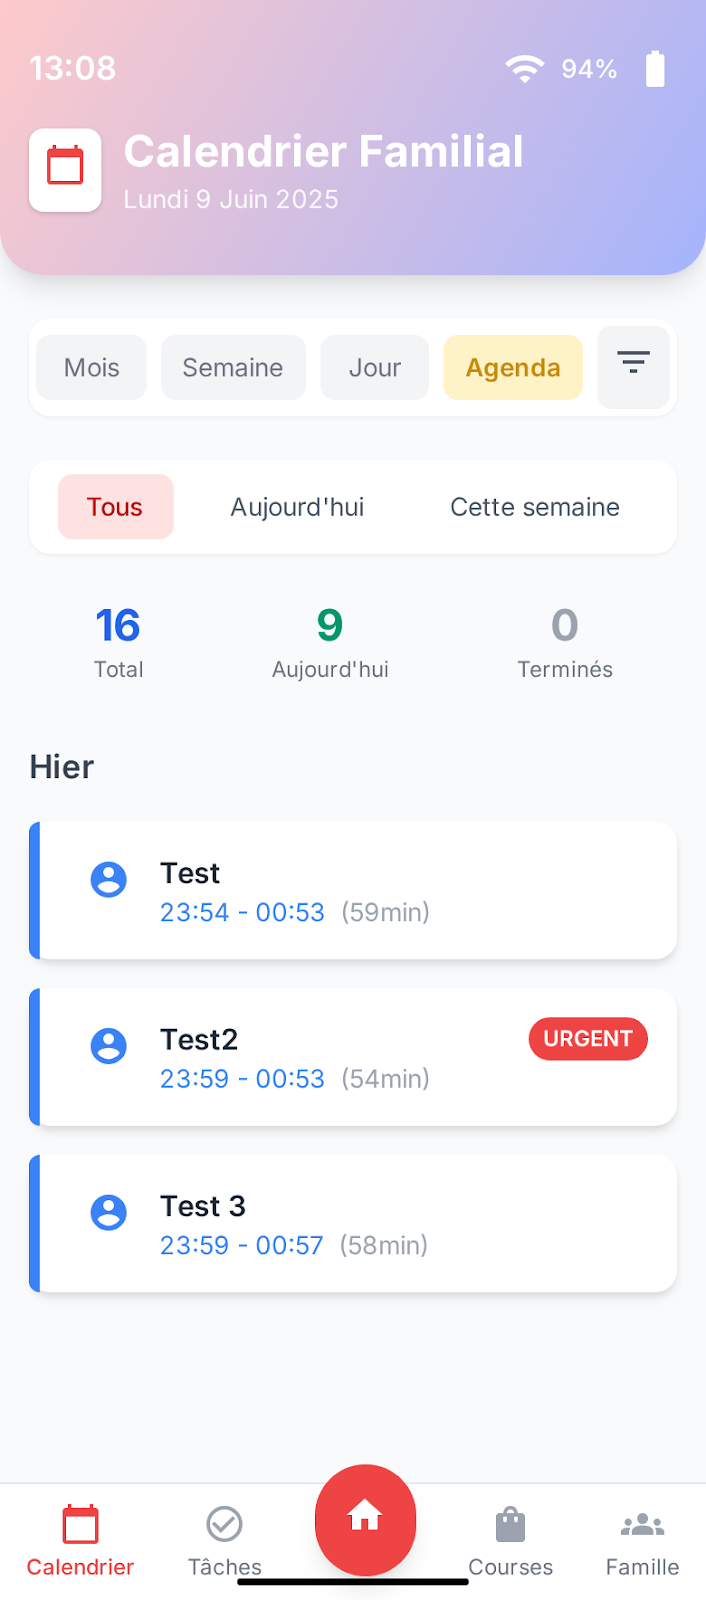 13:08
94%
Calendrier Familial
Lundi 9 Juin 2025
Mois Semaine Jour Agenda
Tous Aujourd'hui Cette semaine
16 9 0
Total Aujourd'hui Terminés
Hier
Test
23:54 - 00:53 (59min)
Test2 URGENT
23:59 - 00:53 (54min)
Test 3
23:59 - 00:57 (58min)
Calendrier Tâches Courses Famille